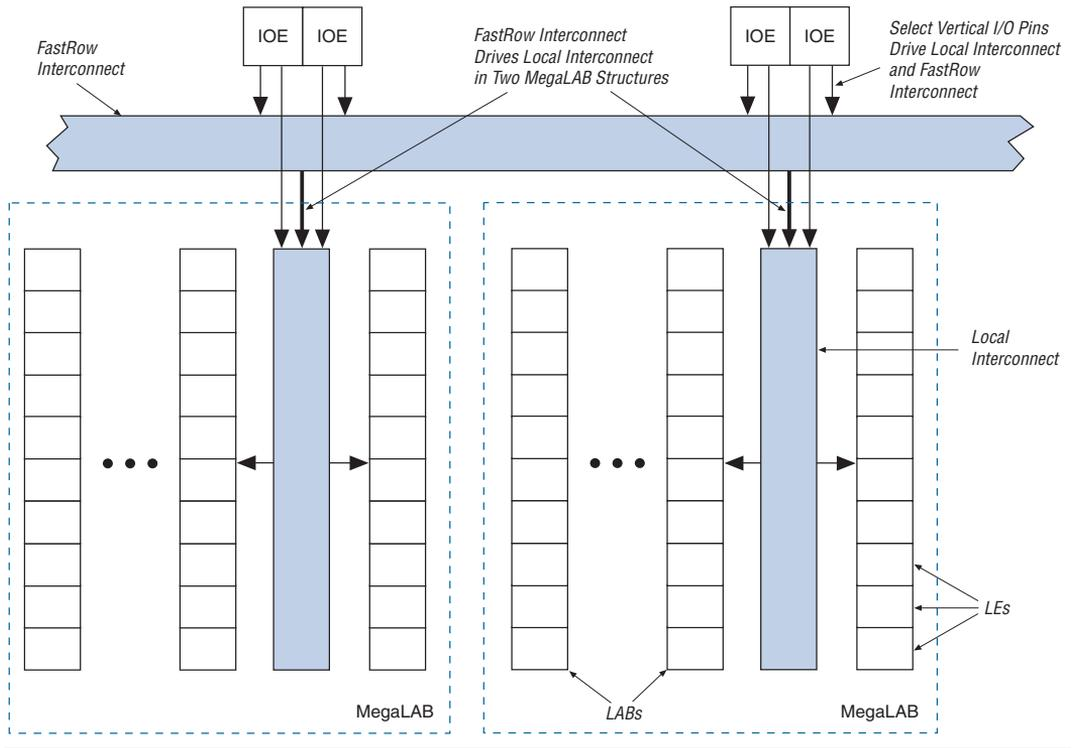 IOE IOE
IOE IOE
FastRow
Interconnect
FastRow Interconnect
Drives Local Interconnect
in Two MegaLAB Structures
Select Vertical I/O Pins
Drive Local Interconnect
and FastRow
Interconnect
Local
Interconnect
LEs
LABs
MegaLAB
MegaLAB